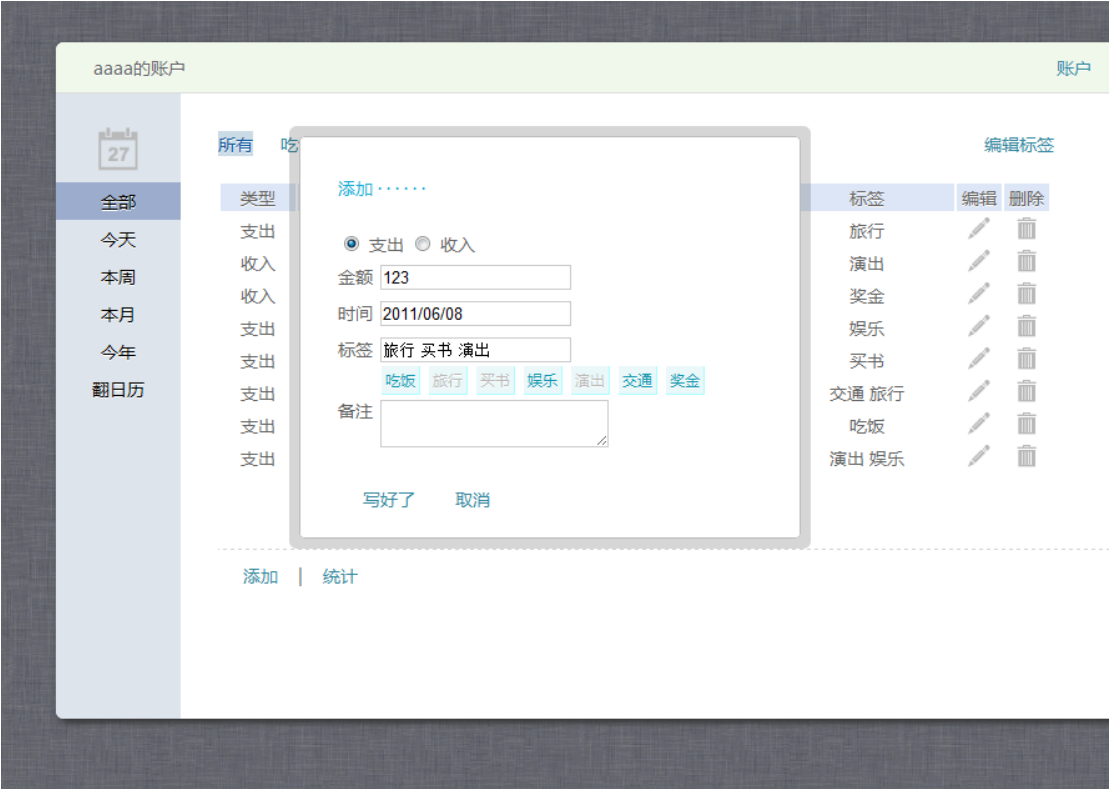 aaaa的账户 账户
27
全部
今天
本周
本月
今年
翻日历
所有 吃 编辑标签
类型 标签 编辑 删除
支出 旅行
收入 演出
收入 奖金
支出 娱乐
支出 买书
支出 交通 旅行
支出 吃饭
支出 演出 娱乐
添加 · · · · · ·
支出 收入
金额 123
时间 2011/06/08
标签 旅行 买书 演出
吃饭 旅行 买书 娱乐 演出 交通 奖金
备注
写好了 取消
添加 | 统计